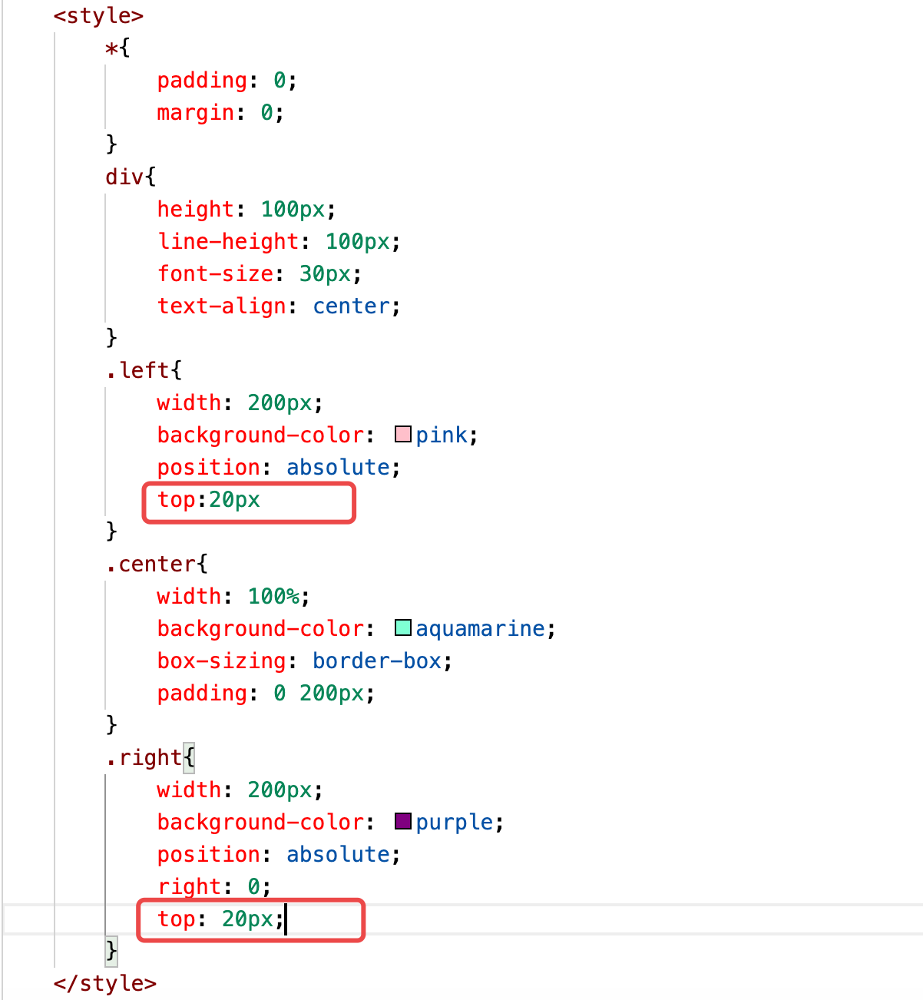 <style>
*{
padding: 0;
margin: 0;
}
div{
height: 100px;
line-height: 100px;
font-size: 30px;
text-align: center;
}
.left{
width: 200px;
background-color: pink;
position: absolute;
top:20px
}
.center{
width: 100%;
background-color: aquamarine;
box-sizing: border-box;
padding: 0 200px;
}
.right{
width: 200px;
background-color: purple;
position: absolute;
right: 0;
top: 20px;
}
</style>